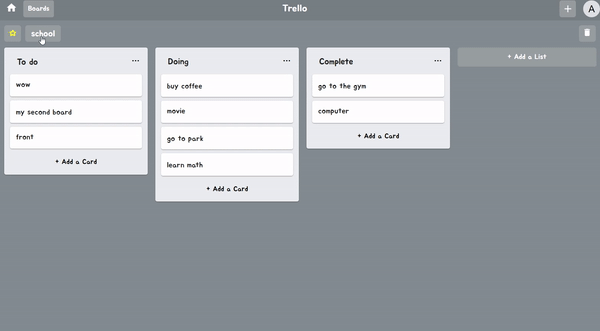 Boards
Trello
A
school
To do
wow
my second board
front
+ Add a Card
Doing
buy coffee
movie
go to park
learn math
+ Add a Card
Complete
go to the gym
computer
+ Add a Card
+ Add a List